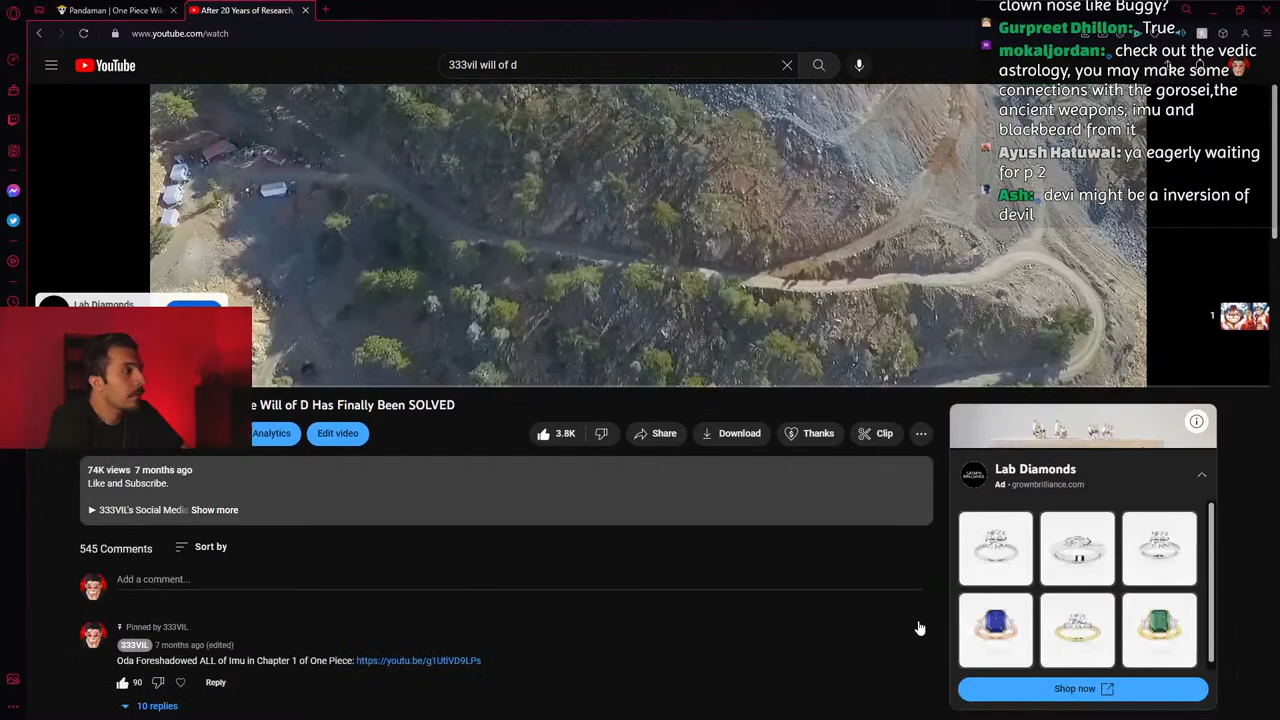 Pandaman | One Piece Wiki
After 20 Years of Research,
www.youtube.com/watch
YouTube
333vil will of d
clown nose like Buggy?
Gurpreet Dhillon: True
mokaljordan: check out the vedic
astrology, you may make some
connections with the gorosei,the
ancient weapons, imu and
blackbeard from it
Ayush Hatuwal: ya eagerly waiting
for p 2
Ash: devi might be a inversion of
devil
Lab Diamonds
1
e Will of D Has Finally Been SOLVED
Analytics
Edit video
3.8K
Share
Download
Thanks
Clip
74K views 7 months ago
Like and Subscribe.
► 333VIL's Social Media
Show more
545 Comments
Sort by
Add a comment...
Pinned by 333VIL
333VIL 7 months ago (edited)
Oda Foreshadowed ALL of Imu in Chapter 1 of One Piece: https://youtu.be/g1UtlVD9LPs
90
Reply
10 replies
Lab Diamonds
Ad · grownbrilliance.com
Shop now